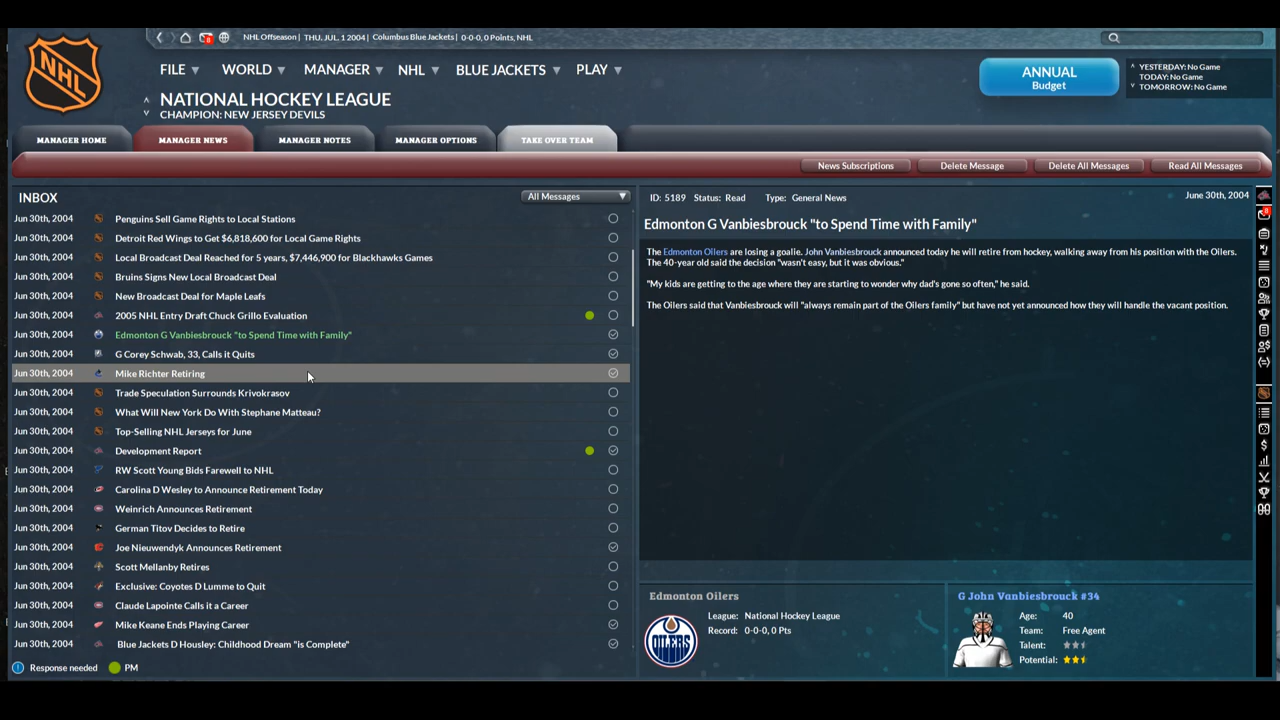 NHL Offseason | THU. JUL. 1 2004 | Columbus Blue Jackets | 0-0-0, 0 Points, NHL
NHL
FILE WORLD MANAGER NHL BLUE JACKETS PLAY
ANNUAL
Budget
YESTERDAY: No Game
TODAY: No Game
TOMORROW: No Game
NATIONAL HOCKEY LEAGUE
CHAMPION: NEW JERSEY DEVILS
MANAGER HOME MANAGER NEWS MANAGER NOTES MANAGER OPTIONS TAKE OVER TEAM
News Subscriptions Delete Message Delete All Messages Read All Messages
INBOX All Messages
Jun 30th, 2004 Penguins Sell Game Rights to Local Stations
Jun 30th, 2004 Detroit Red Wings to Get $6,818,600 for Local Game Rights
Jun 30th, 2004 Local Broadcast Deal Reached for 5 years, $7,446,900 for Blackhawks Games
Jun 30th, 2004 Bruins Signs New Local Broadcast Deal
Jun 30th, 2004 New Broadcast Deal for Maple Leafs
Jun 30th, 2004 2005 NHL Entry Draft Chuck Grillo Evaluation
Jun 30th, 2004 Edmonton G Vanbiesbrouck "to Spend Time with Family"
Jun 30th, 2004 G Corey Schwab, 33, Calls it Quits
Jun 30th, 2004 Mike Richter Retiring
Jun 30th, 2004 Trade Speculation Surrounds Krivokrasov
Jun 30th, 2004 What Will New York Do With Stephane Matteau?
Jun 30th, 2004 Top-Selling NHL Jerseys for June
Jun 30th, 2004 Development Report
Jun 30th, 2004 RW Scott Young Bids Farewell to NHL
Jun 30th, 2004 Carolina D Wesley to Announce Retirement Today
Jun 30th, 2004 Weinrich Announces Retirement
Jun 30th, 2004 German Titov Decides to Retire
Jun 30th, 2004 Joe Nieuwendyk Announces Retirement
Jun 30th, 2004 Scott Mellanby Retires
Jun 30th, 2004 Exclusive: Coyotes D Lumme to Quit
Jun 30th, 2004 Claude Lapointe Calls it a Career
Jun 30th, 2004 Mike Keane Ends Playing Career
Jun 30th, 2004 Blue Jackets D Housley: Childhood Dream "is Complete"
Response needed PM
ID: 5189 Status: Read Type: General News June 30th, 2004
Edmonton G Vanbiesbrouck "to Spend Time with Family"
The Edmonton Oilers are losing a goalie. John Vanbiesbrouck announced today he will retire from hockey, walking away from his position with the Oilers.
The 40-year old said the decision "wasn't easy, but it was obvious."
"My kids are getting to the age where they are starting to wonder why dad's gone so often," he said.
The Oilers said that Vanbiesbrouck will "always remain part of the Oilers family" but have not yet announced how they will handle the vacant position.
Edmonton Oilers
League: National Hockey League
Record: 0-0-0, 0 Pts
OILERS
G John Vanbiesbrouck #34
Age: 40
Team: Free Agent
Talent:
Potential: